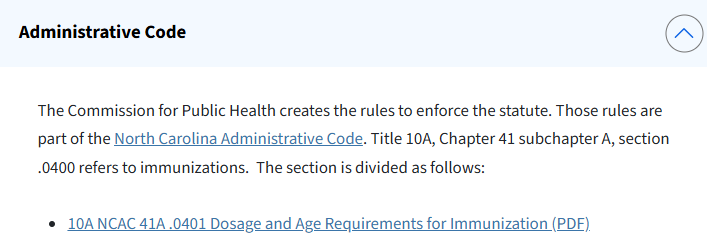 Administrative Code
The Commission for Public Health creates the rules to enforce the statute. Those rules are
part of the North Carolina Administrative Code. Title 10A, Chapter 41 subchapter A, section
.0400 refers to immunizations.  The section is divided as follows:
• 10A NCAC 41A .0401 Dosage and Age Requirements for Immunization (PDF)